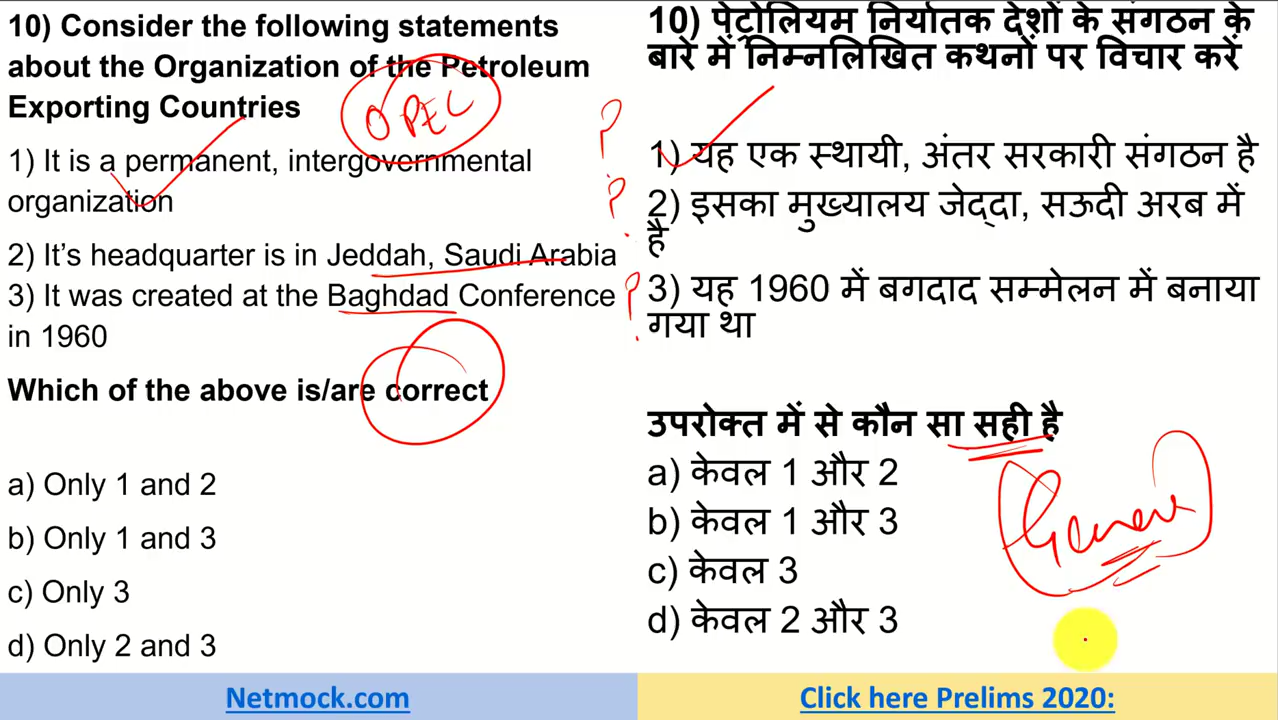 10) Consider the following statements
about the Organization of the Petroleum
Exporting Countries
OPEC
1) It is a permanent, intergovernmental
organization
2) It’s headquarter is in Jeddah, Saudi Arabia
3) It was created at the Baghdad Conference
in 1960
Which of the above is/are correct
a) Only 1 and 2
b) Only 1 and 3
c) Only 3
d) Only 2 and 3
?
?
?
10) पेट्रोलियम निर्यातक देशों के संगठन के
बारे में निम्नलिखित कथनों पर विचार करें
1) यह एक स्थायी, अंतर सरकारी संगठन है
2) इसका मुख्यालय जेद्दा, सऊदी अरब में
है
3) यह 1960 में बगदाद सम्मेलन में बनाया
गया था
उपरोक्त में से कौन सा सही है
a) केवल 1 और 2
b) केवल 1 और 3
c) केवल 3
d) केवल 2 और 3
Geneva
Netmock.com
Click here Prelims 2020: